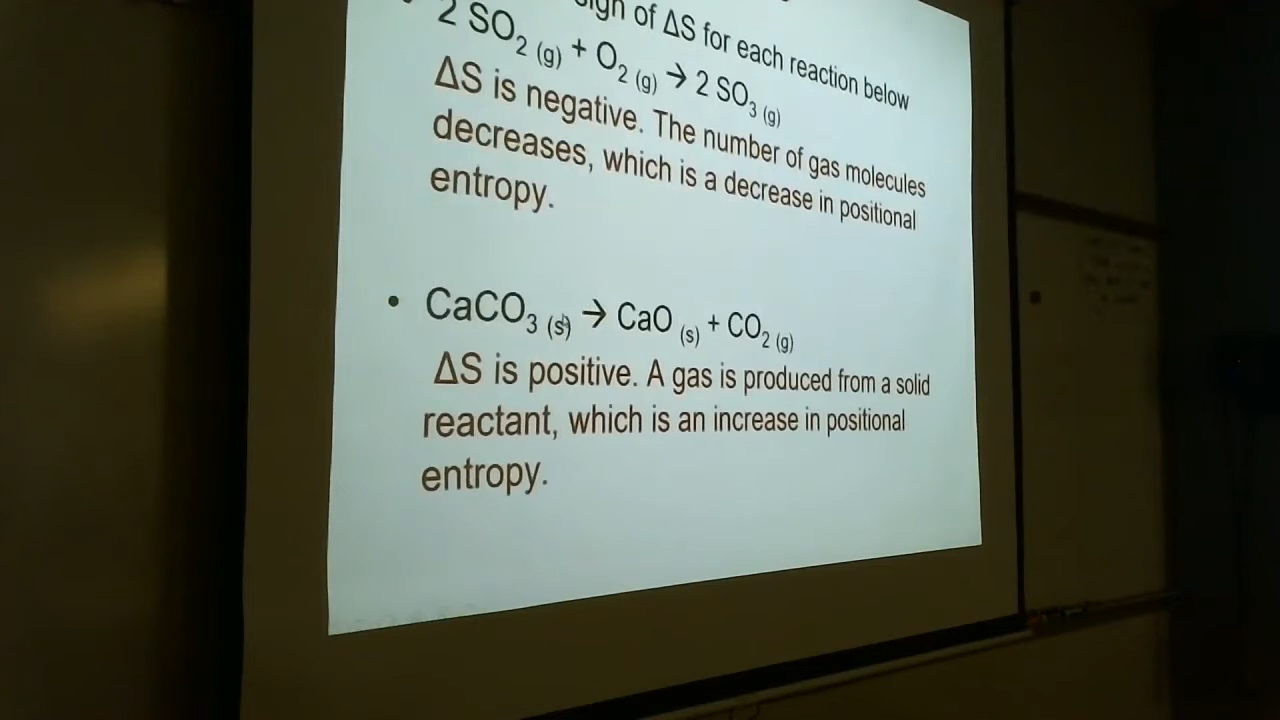 sign of ΔS for each reaction below
2 SO₂ (g) + O₂ (g) → 2 SO₃ (g)
ΔS is negative. The number of gas molecules
decreases, which is a decrease in positional
entropy.
• CaCO₃ (s) → CaO (s) + CO₂ (g)
ΔS is positive. A gas is produced from a solid
reactant, which is an increase in positional
entropy.